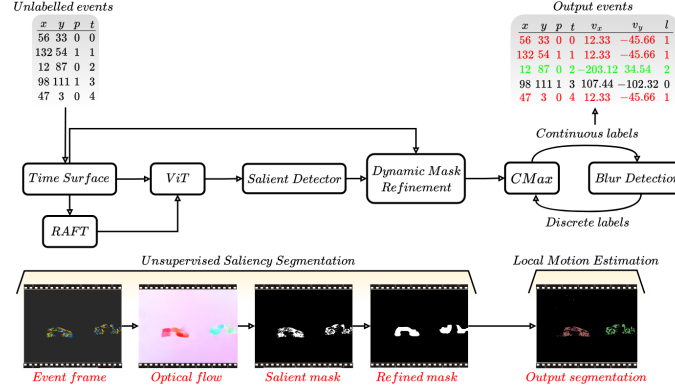 Unlabelled events
x y p t
56 33 0 0
132 54 1 1
12 87 0 2
98 111 1 3
47 3 0 4
Output events
x y p t vx vy l
56 33 0 0 12.33 −45.66 1
132 54 1 1 12.33 −45.66 1
12 87 0 2 −203.12 34.54 2
98 111 1 3 107.44 −102.32 0
47 3 0 4 12.33 −45.66 1
Continuous labels
Time Surface
ViT
Salient Detector
Dynamic Mask
Refinement
CMax
Blur Detection
RAFT
Discrete labels
Unsupervised Saliency Segmentation
Local Motion Estimation
Event frame
Optical flow
Salient mask
Refined mask
Output segmentation